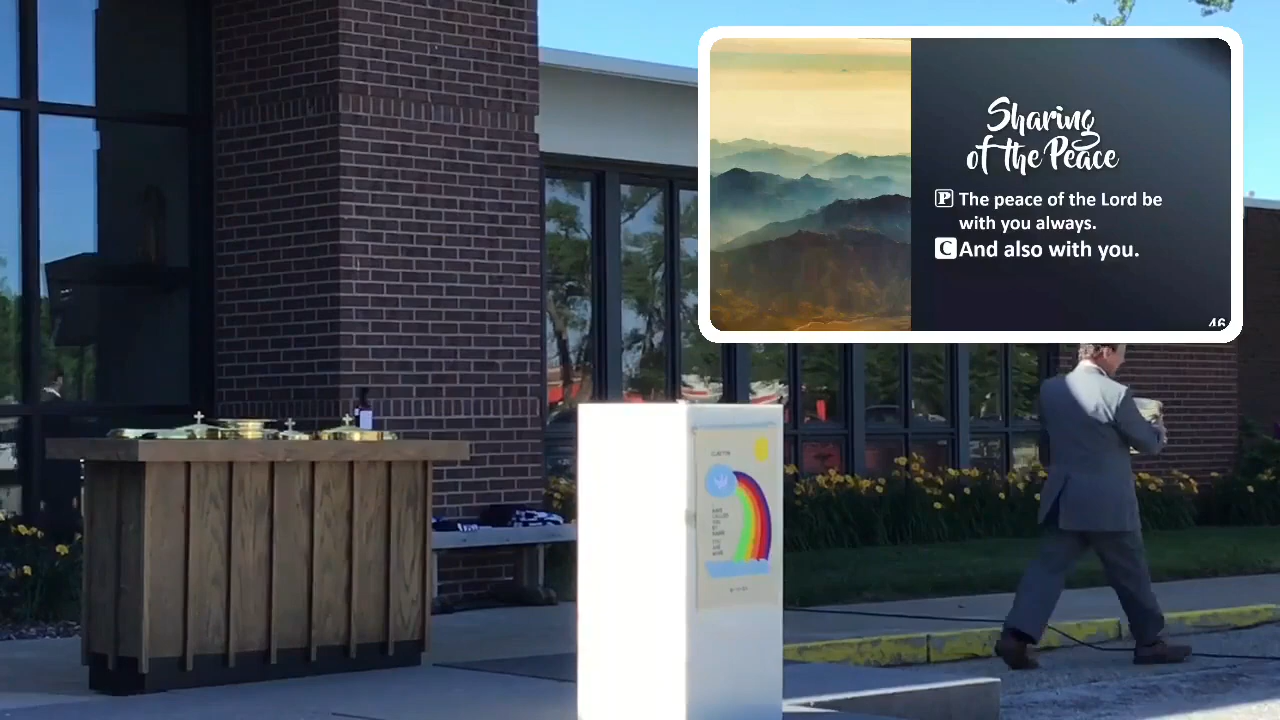 Sharing
of the Peace
P The peace of the Lord be
with you always.
C And also with you.
46